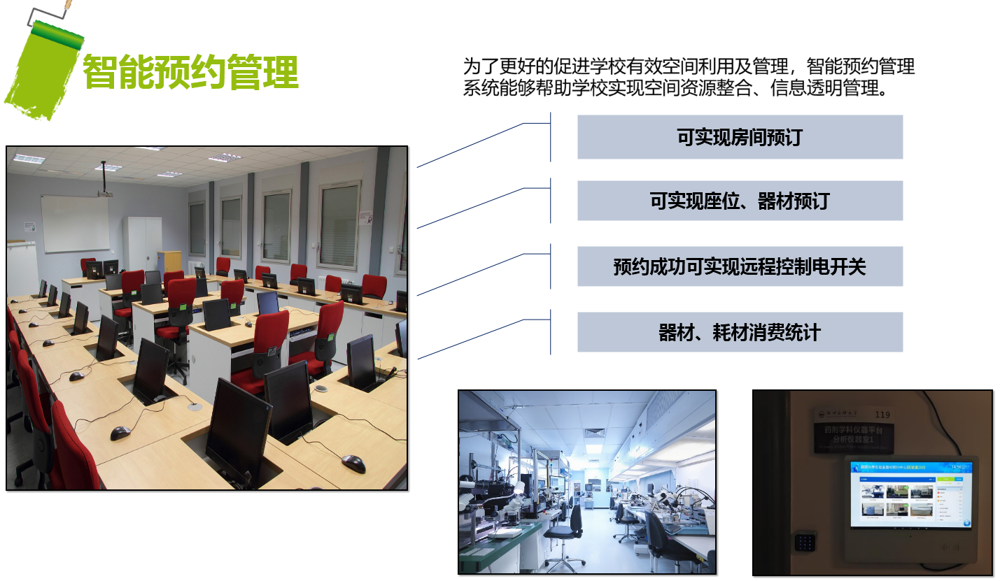 智能预约管理
为了更好的促进学校有效空间利用及管理，智能预约管理
系统能够帮助学校实现空间资源整合、信息透明管理。
可实现房间预订
可实现座位、器材预订
预约成功可实现远程控制电开关
器材、耗材消费统计
119
药剂学科仪器平台
分析仪器室1